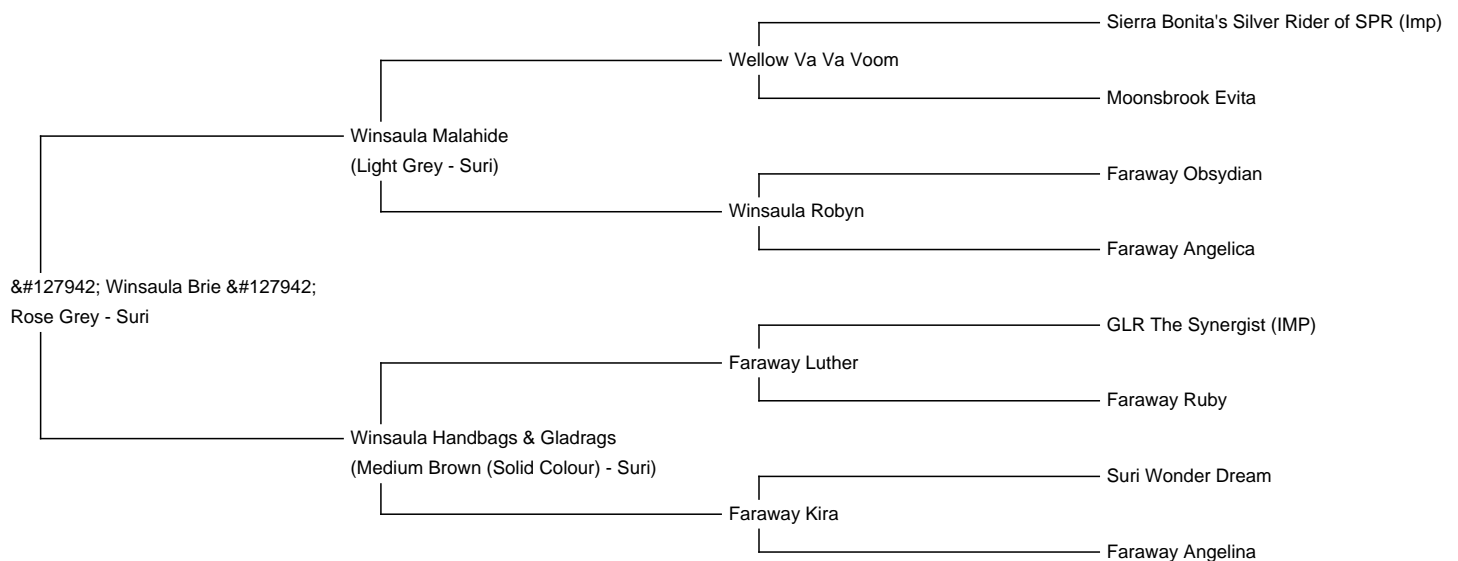 Sierra Bonita's Silver Rider of SPR (Imp)
Wellow Va Va Voom
Moonsbrook Evita
Winsaula Malahide
(Light Grey - Suri)
Faraway Obsydian
Winsaula Robyn
Faraway Angelica
&#127942; Winsaula Brie &#127942;
Rose Grey - Suri
GLR The Synergist (IMP)
Faraway Luther
Faraway Ruby
Winsaula Handbags & Gladrags
(Medium Brown (Solid Colour) - Suri)
Suri Wonder Dream
Faraway Kira
Faraway Angelina